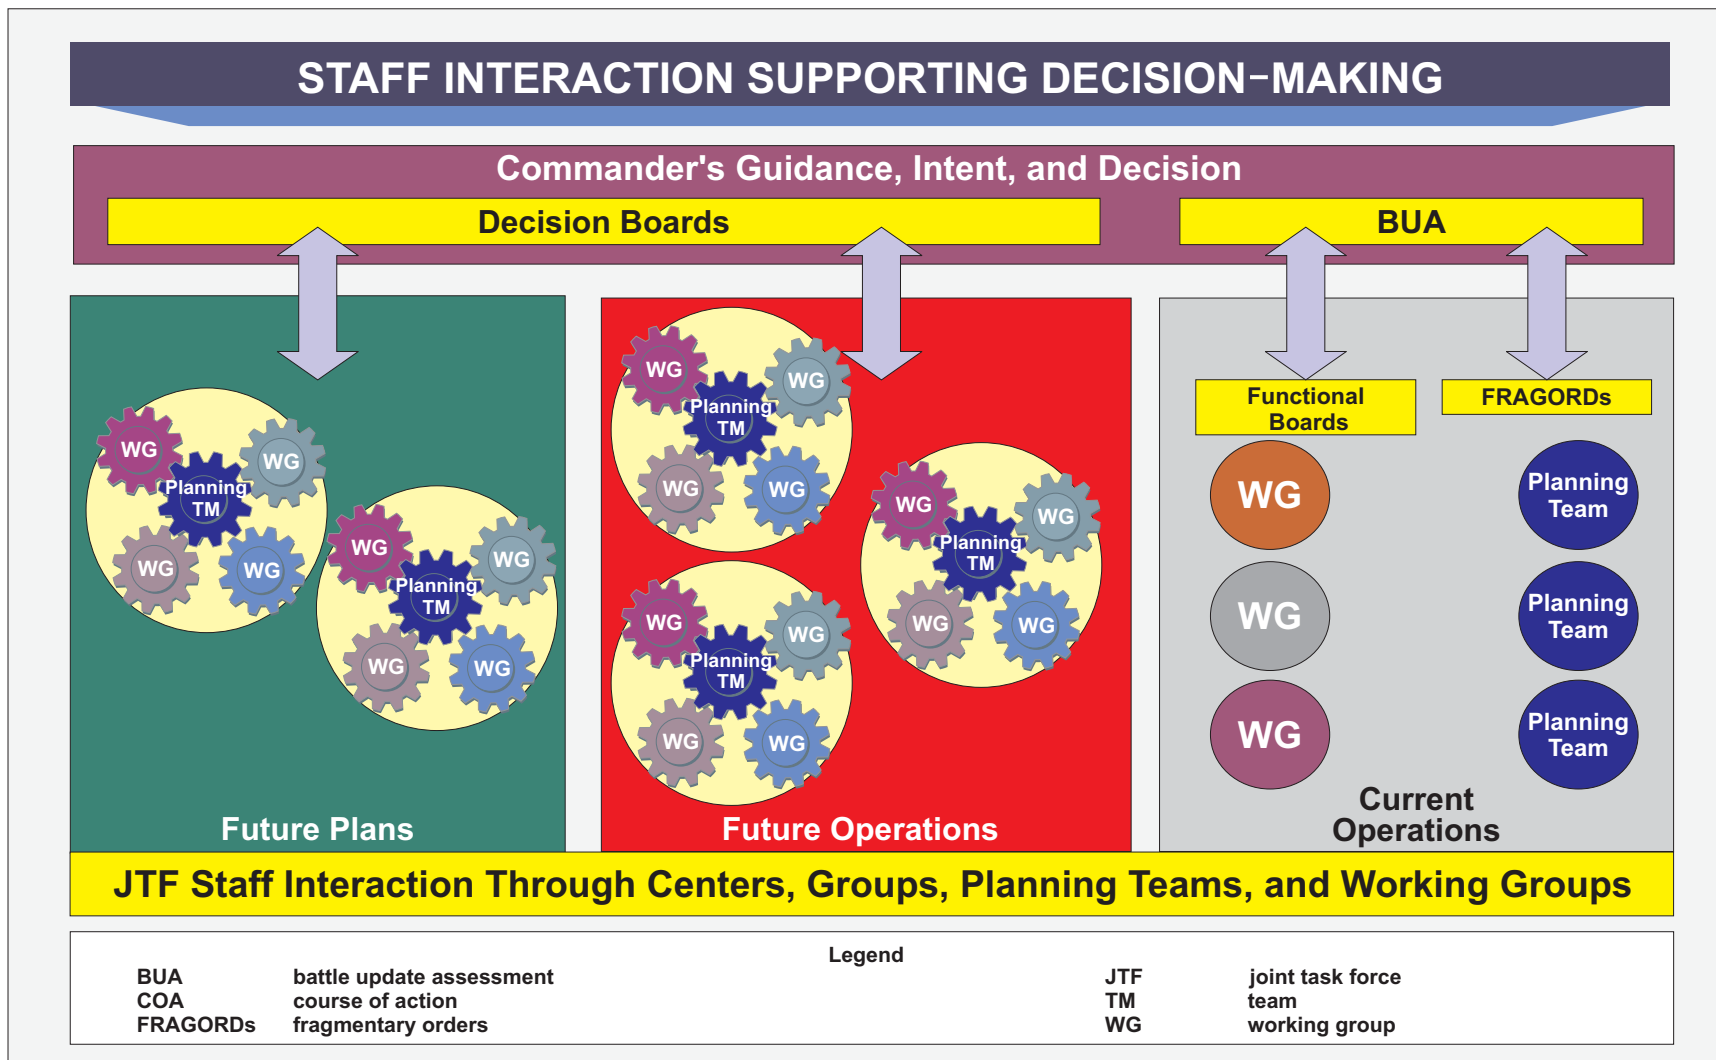 STAFF INTERACTION SUPPORTING DECISION-MAKING
Commander's Guidance, Intent, and Decision
Decision Boards
BUA
WG
WG
Planning
TM
WG
WG
WG
WG
Planning
TM
WG
WG
Future Plans
WG
WG
Planning
TM
WG
WG
WG
WG
Planning
TM
WG
WG
WG
WG
Planning
TM
WG
WG
Future Operations
Functional
Boards
FRAGORDs
WG
Planning
Team
WG
Planning
Team
WG
Planning
Team
Current
Operations
JTF Staff Interaction Through Centers, Groups, Planning Teams, and Working Groups
Legend
BUA battle update assessment
COA course of action
FRAGORDs fragmentary orders
JTF joint task force
TM team
WG working group